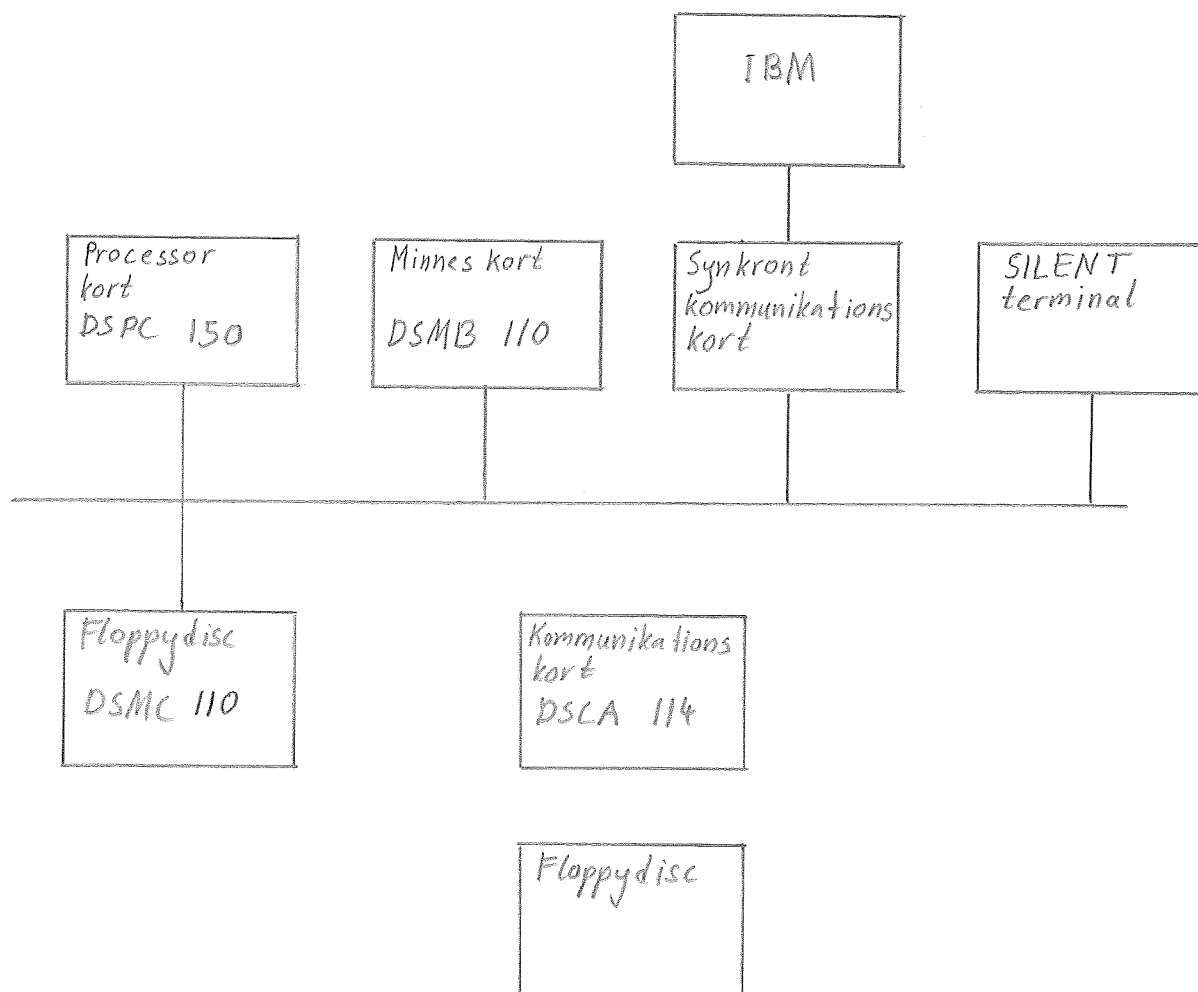 IBM
Processor
kort
DSPC 150
Minnes kort
DSMB 110
Synkront
kommunikations
kort
SILENT
terminal
Floppydisc
DSMC 110
Kommunikations
kort
DSCA 114
Floppydisc